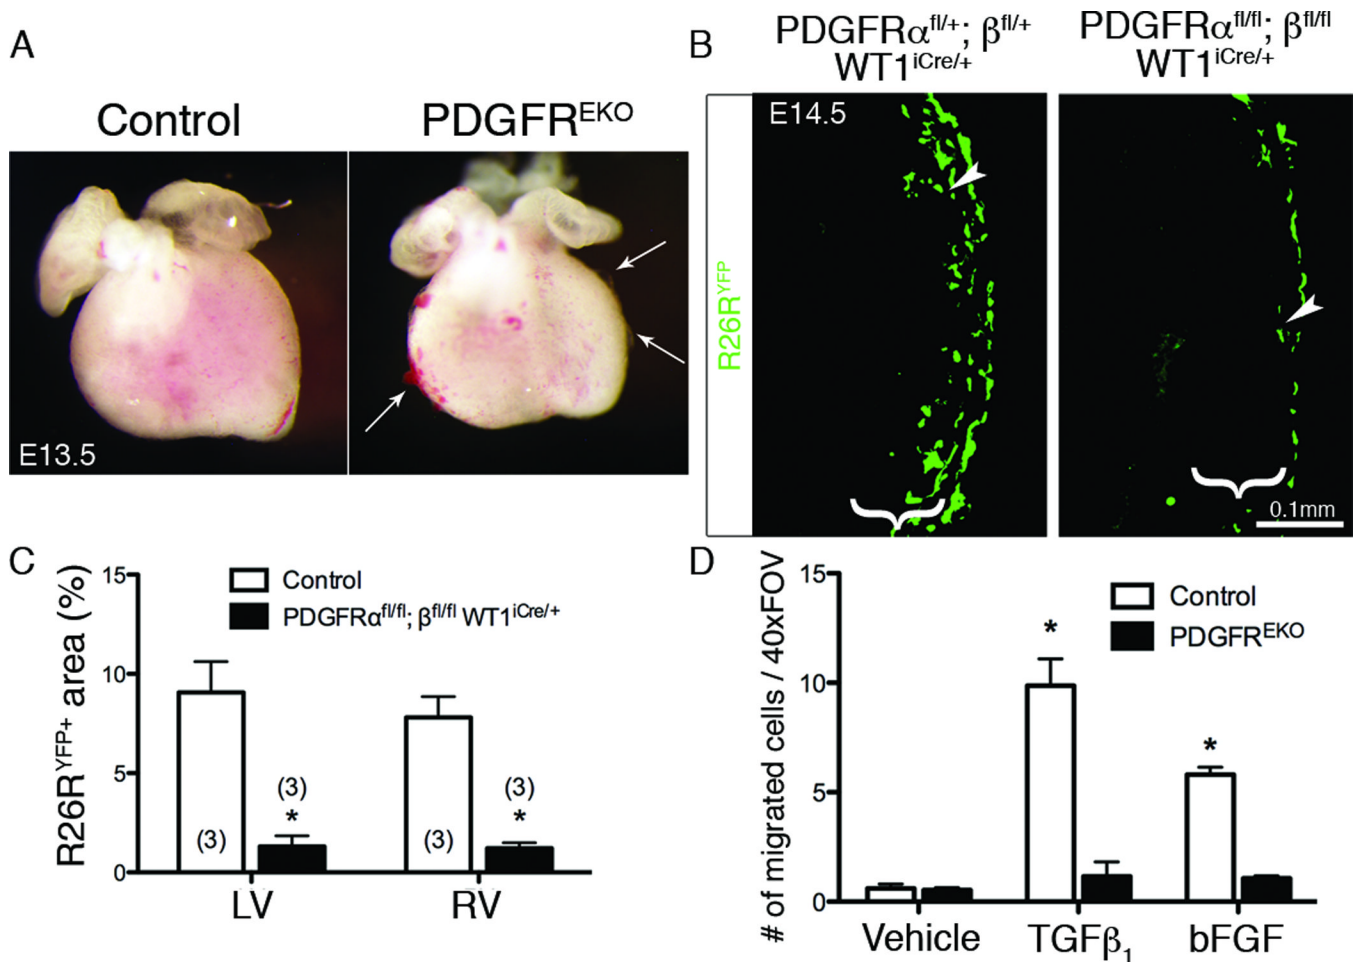 A
Control
PDGFRᴱᴷᴼ
E13.5
B
PDGFRα^fl/+; β^fl/+
WT1^iCre/+
PDGFRα^fl/fl; β^fl/fl
WT1^iCre/+
R26R^YFP
E14.5
0.1mm
C
R26R^YFP+ area (%)
15
10
5
0
Control
PDGFRα^fl/fl; β^fl/fl WT1^iCre/+
(3)
(3)
*
(3)
(3)
*
LV
RV
D
# of migrated cells / 40xFOV
15
10
5
0
Control
PDGFR^EKO
*
*
Vehicle
TGFβ₁
bFGF